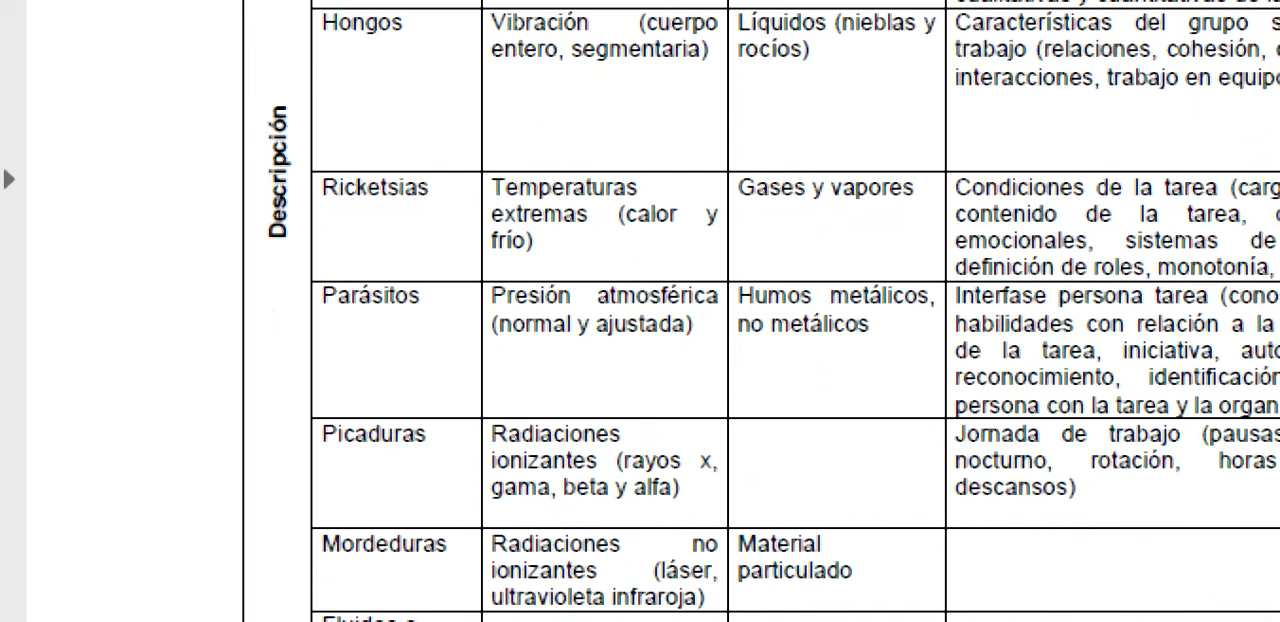 Descripción
Hongos
Vibración (cuerpo
entero, segmentaria)
Líquidos (nieblas y
rocíos)
Características del grupo
trabajo (relaciones, cohesión,
interacciones, trabajo en
Ricketsias
Temperaturas
extremas (calor y
frío)
Gases y vapores
Condiciones de la tarea
contenido de la tarea,
emocionales, sistemas de
definición de roles, monotonía,
Parásitos
Presión atmosférica
(normal y ajustada)
Humos metálicos,
no metálicos
Interfase persona tarea
habilidades con relación a la
de la tarea, iniciativa,
reconocimiento, identificación
persona con la tarea y la
Picaduras
Radiaciones
ionizantes (rayos x,
gama, beta y alfa)
Jornada de trabajo (pausas
nocturno, rotación, horas
descansos)
Mordeduras
Radiaciones no
ionizantes (láser,
ultravioleta infraroja)
Material
particulado